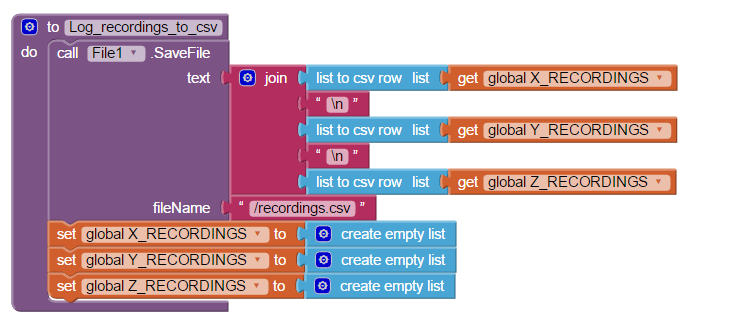 to Log_recordings_to_csv
do call File1 .SaveFile
text join list to csv row list get global X_RECORDINGS
“ \n ”
list to csv row list get global Y_RECORDINGS
“ \n ”
list to csv row list get global Z_RECORDINGS
fileName “ /recordings.csv ”
set global X_RECORDINGS to create empty list
set global Y_RECORDINGS to create empty list
set global Z_RECORDINGS to create empty list